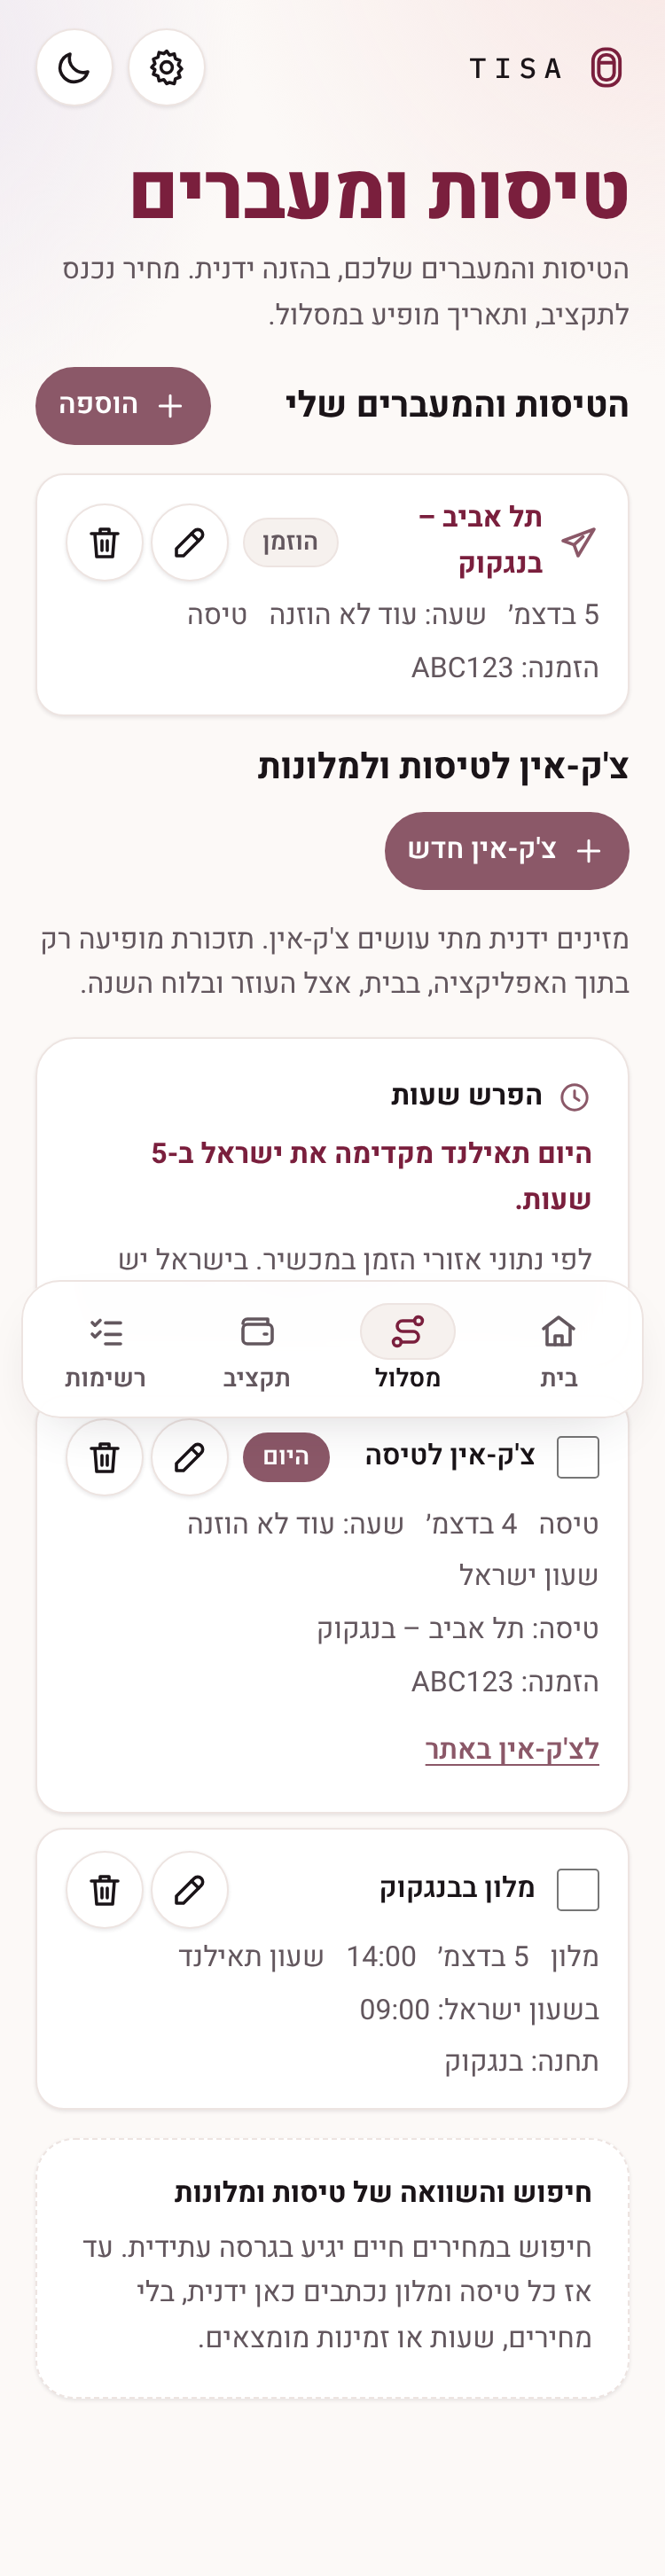 TISA
טיסות ומעברים
הטיסות והמעברים שלכם, בהזנה ידנית. מחיר נכנס
לתקציב, ותאריך מופיע במסלול.
הטיסות והמעברים שלי
הוספה
תל אביב –
בנגקוק
הוזמן
5 בדצמ׳ שעה: עוד לא הוזנה טיסה
הזמנה: ABC123
צ'ק-אין לטיסות ולמלונות
צ'ק-אין חדש
מזינים ידנית מתי עושים צ'ק-אין. תזכורת מופיעה רק
בתוך האפליקציה, בבית, אצל העוזר ובלוח השנה.
הפרש שעות
היום תאילנד מקדימה את ישראל ב-5
שעות.
לפי נתוני אזורי הזמן במכשיר. בישראל יש
בית
מסלול
תקציב
רשימות
צ'ק-אין לטיסה
היום
טיסה 4 בדצמ׳ שעה: עוד לא הוזנה
שעון ישראל
טיסה: תל אביב – בנגקוק
הזמנה: ABC123
לצ'ק-אין באתר
מלון בבנגקוק
מלון 5 בדצמ׳ 14:00 שעון תאילנד
בשעון ישראל: 09:00
תחנה: בנגקוק
חיפוש והשוואה של טיסות ומלונות
חיפוש במחירים חיים יגיע בגרסה עתידית. עד
אז כל טיסה ומלון נכתבים כאן ידנית, בלי
מחירים, שעות או זמינות מומצאים.